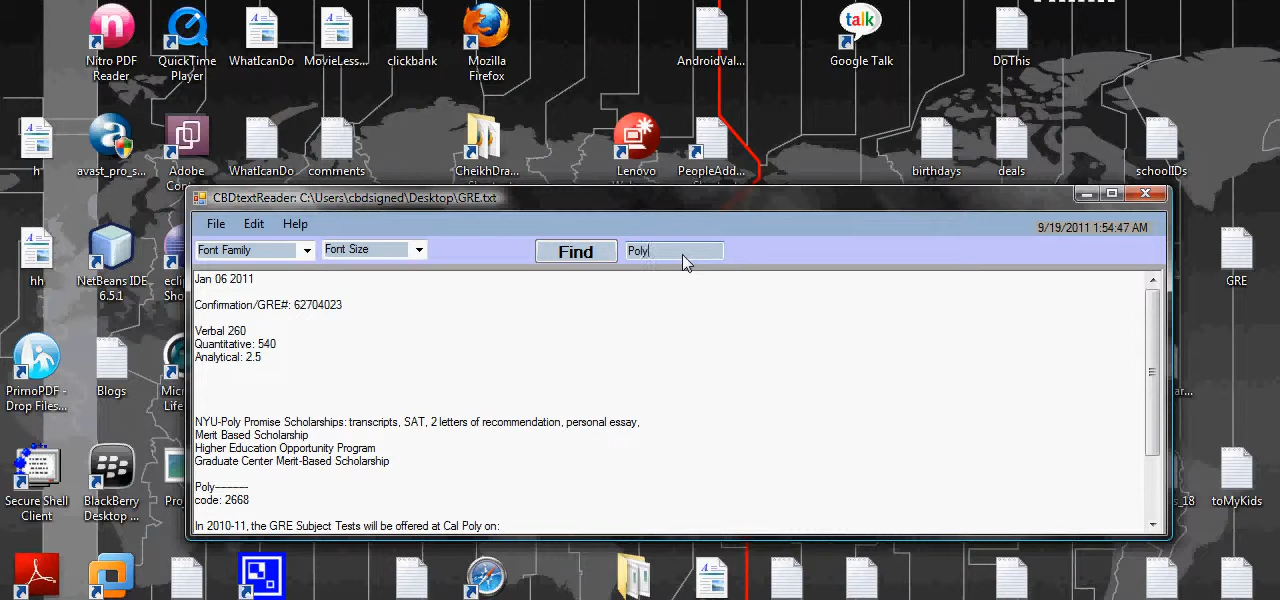 Nitro PDF
Reader
QuickTime
Player
WhatIcanDo
MovieLess...
clickbank
Mozilla
Firefox
AndroidVal...
talk
Google Talk
DoThis
h
avast_pro_s...
Adobe
WhatIcanDo
comments
CheikhDra...
Lenovo
PeopleAdd...
birthdays
deals
schoolIDs
CBDtextReader: C:\Users\cbdsigned\Desktop\GRE.txt
File
Edit
Help
9/19/2011 1:54:47 AM
Font Family
Font Size
Find
Poly
Jan 06 2011
Confirmation/GRE#: 62704023
Verbal 260
Quantitative: 540
Analytical: 2.5
NYU-Poly Promise Scholarships: transcripts, SAT, 2 letters of recommendation, personal essay,
Merit Based Scholarship
Higher Education Opportunity Program
Graduate Center Merit-Based Scholarship
Poly-------
code: 2668
In 2010-11, the GRE Subject Tests will be offered at Cal Poly on:
hh
NetBeans IDE
6.5.1
GRE
PrimoPDF -
Drop Files...
Blogs
Life
Secure Shell
Client
BlackBerry
Desktop ...
toMyKids